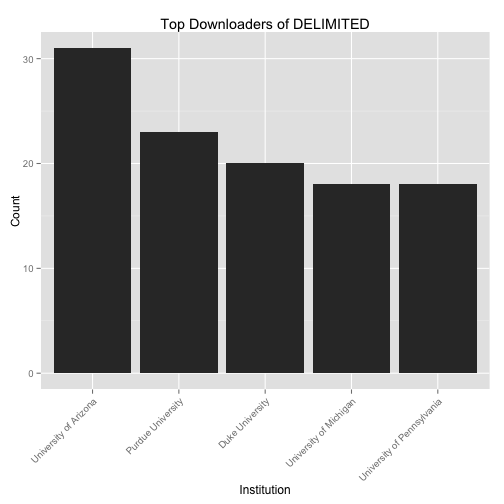 Top Downloaders of DELIMITED
Count
30
20
10
0
University of Arizona
Purdue University
Duke University
University of Michigan
University of Pennsylvania
Institution